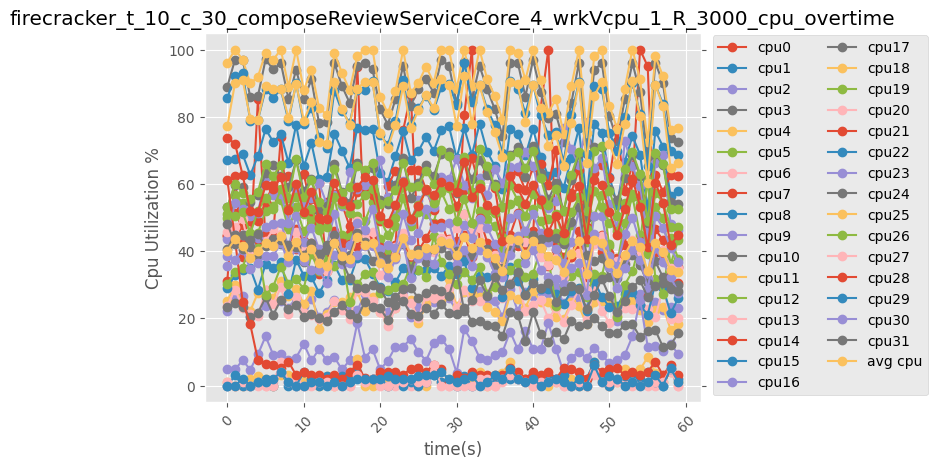 firecracker_t_10_c_30_composeReviewServiceCore_4_wrkVcpu_1_R_3000_cpu_overtime
Cpu Utilization %
100
80
60
40
20
0
0
10
20
30
40
50
60
time(s)
cpu0
cpu1
cpu2
cpu3
cpu4
cpu5
cpu6
cpu7
cpu8
cpu9
cpu10
cpu11
cpu12
cpu13
cpu14
cpu15
cpu16
cpu17
cpu18
cpu19
cpu20
cpu21
cpu22
cpu23
cpu24
cpu25
cpu26
cpu27
cpu28
cpu29
cpu30
cpu31
avg cpu